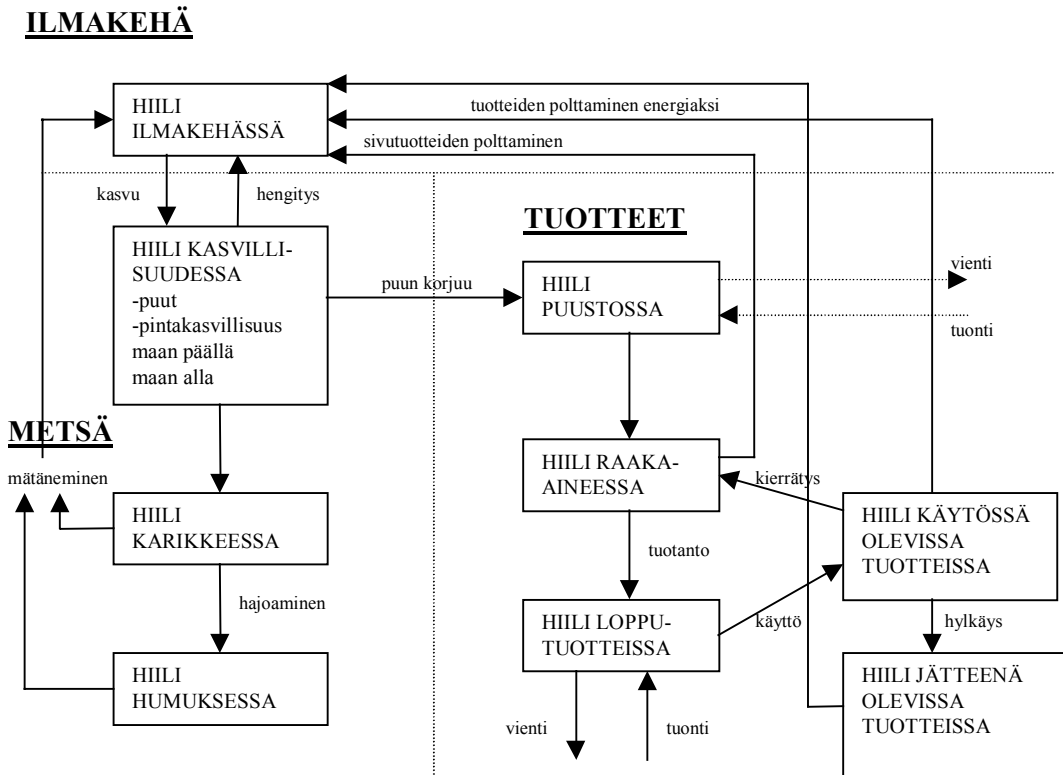 ILMAKEHÄ
HIILI
ILMAKEHÄSSÄ
tuotteiden polttaminen energiaksi
sivutuotteiden polttaminen
kasvu
hengitys
TUOTTEET
HIILI KASVILLI-
SUUDESSA
-puut
-pintakasvillisuus
maan päällä
maan alla
puun korjuu
HIILI
PUUSTOSSA
vienti
tuonti
METSÄ
mätäneminen
HIILI
KARIKKEESSA
hajoaminen
HIILI
HUMUKSESSA
HIILI RAAKA-
AINEESSA
kierrätys
HIILI KÄYTÖSSÄ
OLEVISSA
TUOTTEISSA
tuotanto
HIILI LOPPU-
TUOTTEISSA
käyttö
hylkäys
HIILI JÄTTEENÄ
OLEVISSA
TUOTTEISSA
vienti
tuonti